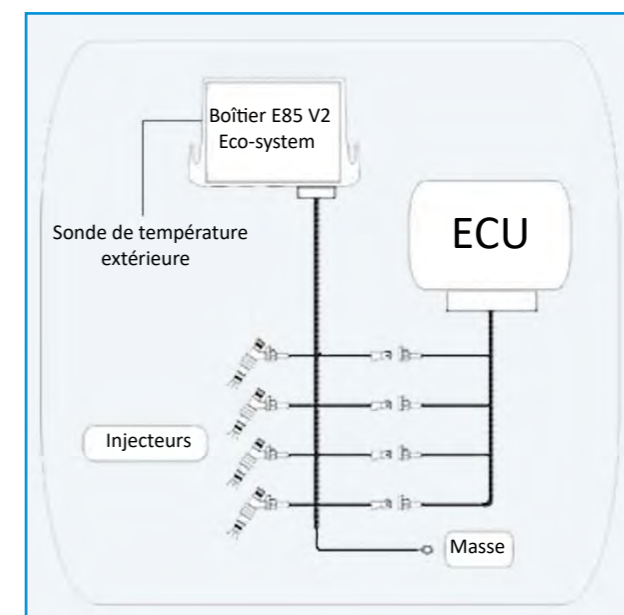 Boîtier E85 V2
Eco-system
Sonde de température
extérieure
ECU
Injecteurs
Masse